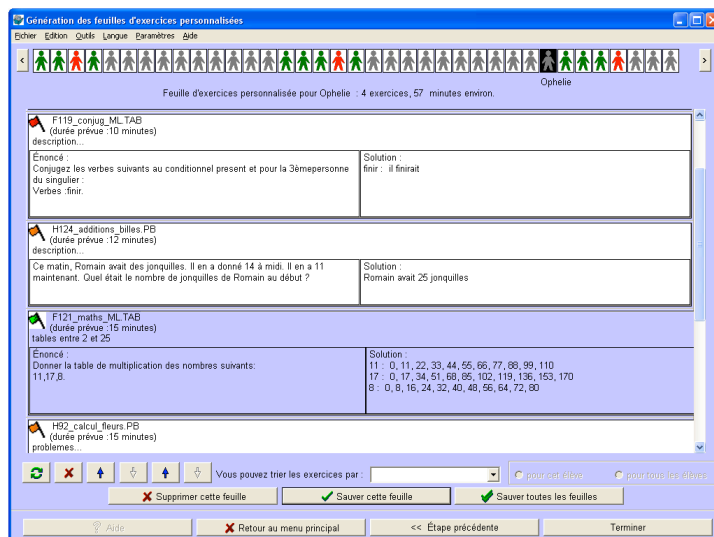 Génération des feuilles d'exercices personnalisées
Fichier Edition Outils Langue Paramètres Aide
< >
Ophelie
Feuille d'exercices personnalisée pour Ophelie : 4 exercices, 57 minutes environ.
F119_conjug_ML.TAB
(durée prévue :10 minutes)
description...
Énoncé :
Conjugez les verbes suivants au conditionnel present et pour la 3èmepersonne
du singulier :
Verbes :finir.
Solution :
finir : il finirait
H124_additions_billes.PB
(durée prévue :12 minutes)
description...
Ce matin, Romain avait des jonquilles. Il en a donné 14 à midi. Il en a 11
maintenant. Quel était le nombre de jonquilles de Romain au début ?
Solution :
Romain avait 25 jonquilles
F121_maths_ML.TAB
(durée prévue :15 minutes)
tables entre 2 et 25
Énoncé :
Donner la table de multiplication des nombres suivants:
11,17,8.
Solution :
11 : 0, 11, 22, 33, 44, 55, 66, 77, 88, 99, 110
17 : 0, 17, 34, 51, 68, 85, 102, 119, 136, 153, 170
8 : 0, 8, 16, 24, 32, 40, 48, 56, 64, 72, 80
H92_calcul_fleurs.PB
(durée prévue :15 minutes)
problemes...
Vous pouvez trier les exercices par :
pour cet élève pour tous les élèves
Supprimer cette feuille Sauver cette feuille Sauver toutes les feuilles
Aide Retour au menu principal << Étape précédente Terminer